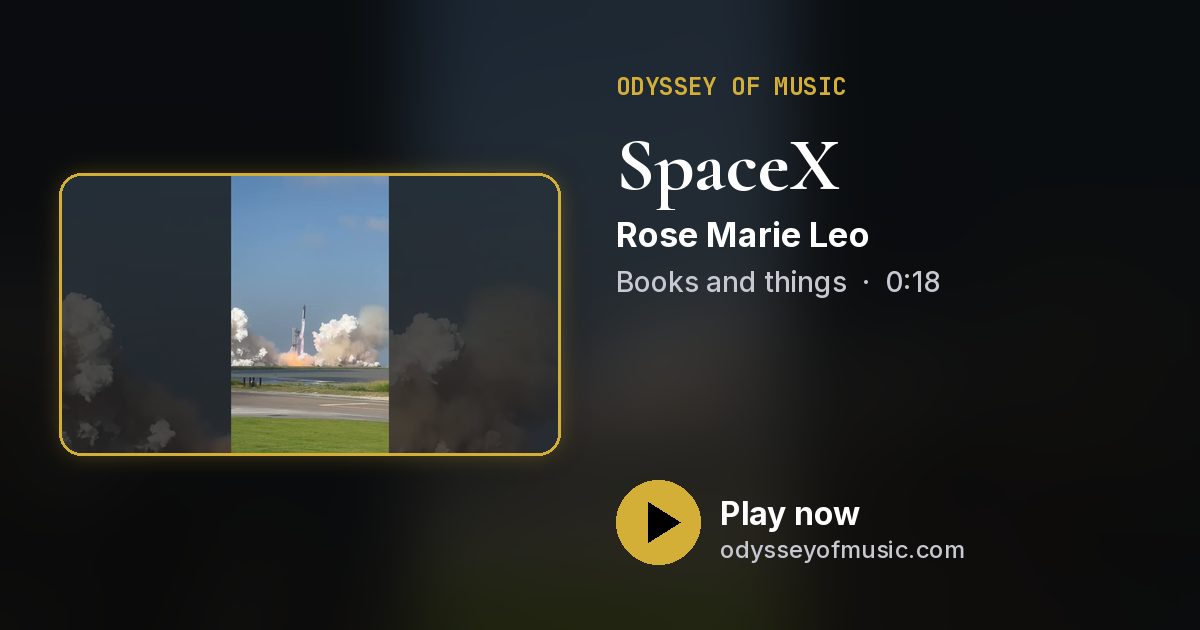 ODYSSEY OF MUSIC
SpaceX
Rose Marie Leo
Books and things · 0:18
Play now
odysseyofmusic.com